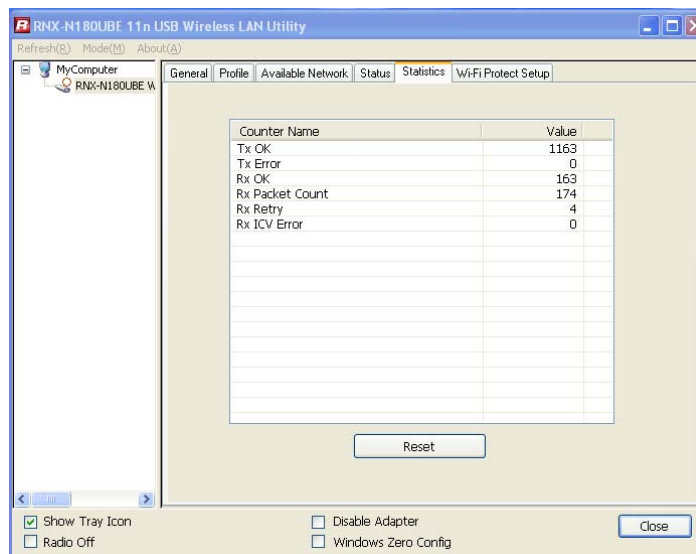 RNX-N180UBE 11n USB Wireless LAN Utility
Refresh(R) Mode(M) About(A)
MyComputer
RNX-N180UBE W
General Profile Available Network Status Statistics Wi-Fi Protect Setup
Counter Name Value
Tx OK 1163
Tx Error 0
Rx OK 163
Rx Packet Count 174
Rx Retry 4
Rx ICV Error 0
Reset
Show Tray Icon Disable Adapter
Radio Off Windows Zero Config
Close